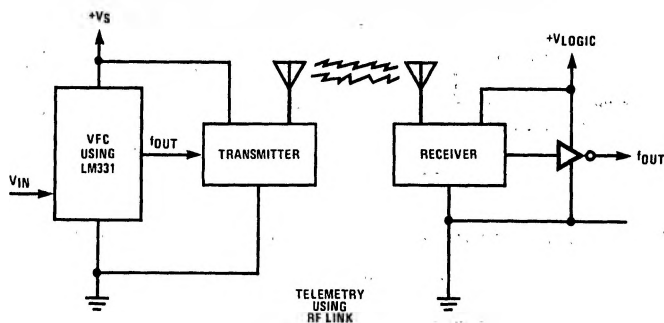 +VS
+VLOGIC
VFC
USING
LM331
fOUT
TRANSMITTER
RECEIVER
fOUT
VIN
TELEMETRY
USING
RF LINK